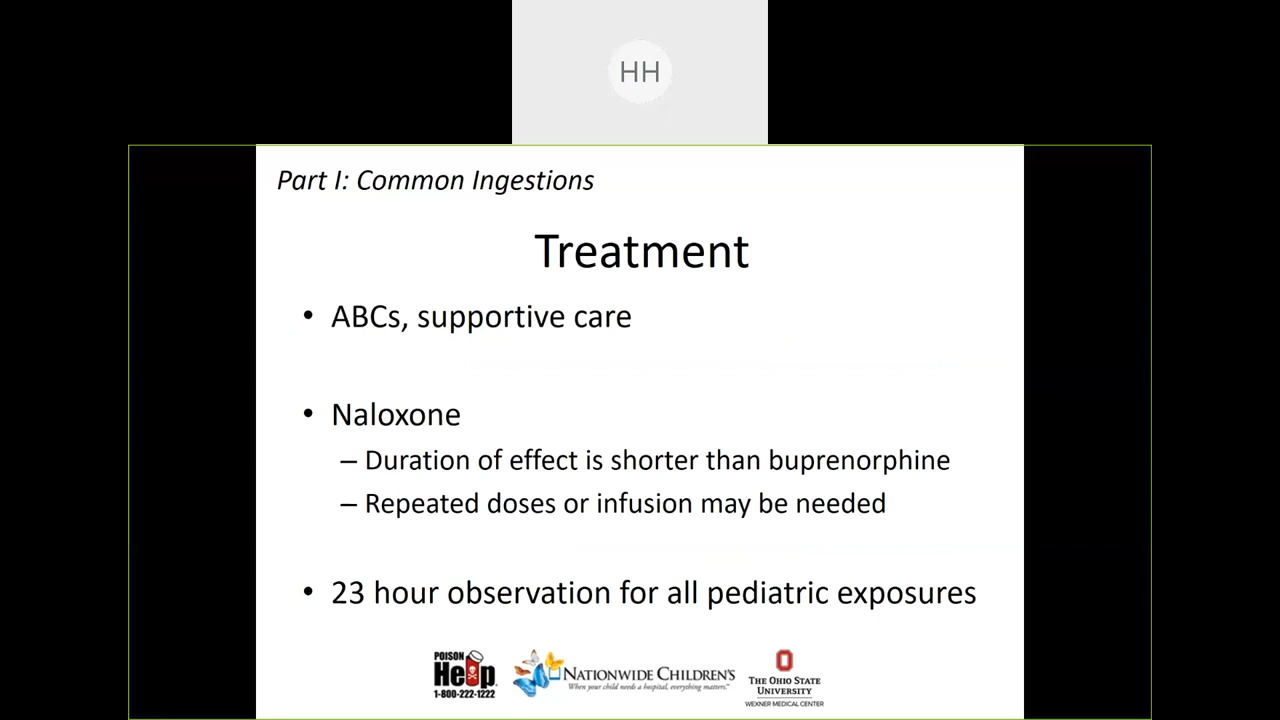 HH
Part I: Common Ingestions
Treatment
• ABCs, supportive care
• Naloxone
– Duration of effect is shorter than buprenorphine
– Repeated doses or infusion may be needed
• 23 hour observation for all pediatric exposures
POISON
Help
1-800-222-1222
NATIONWIDE CHILDREN'S
When your child needs a hospital, everything matters.™
THE OHIO STATE
UNIVERSITY
WEXNER MEDICAL CENTER